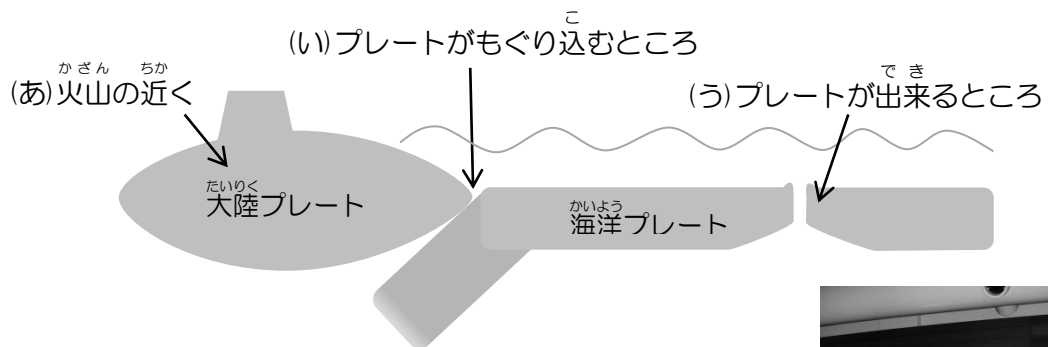 (い)プレートがもぐり込むところ
(あ)火山の近く
(う)プレートが出来るところ
大陸プレート
海洋プレート